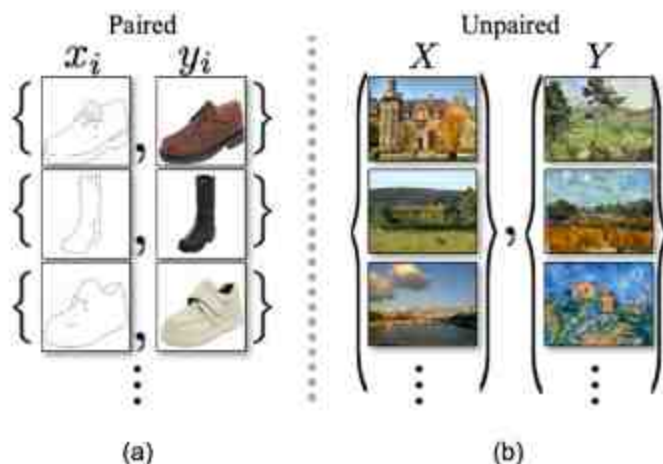 Paired
Unpaired
xᵢ
yᵢ
X
Y
{ , }
{ , }
{ , }
⋮
{ ⋮ } , { ⋮ }
(a)
(b)